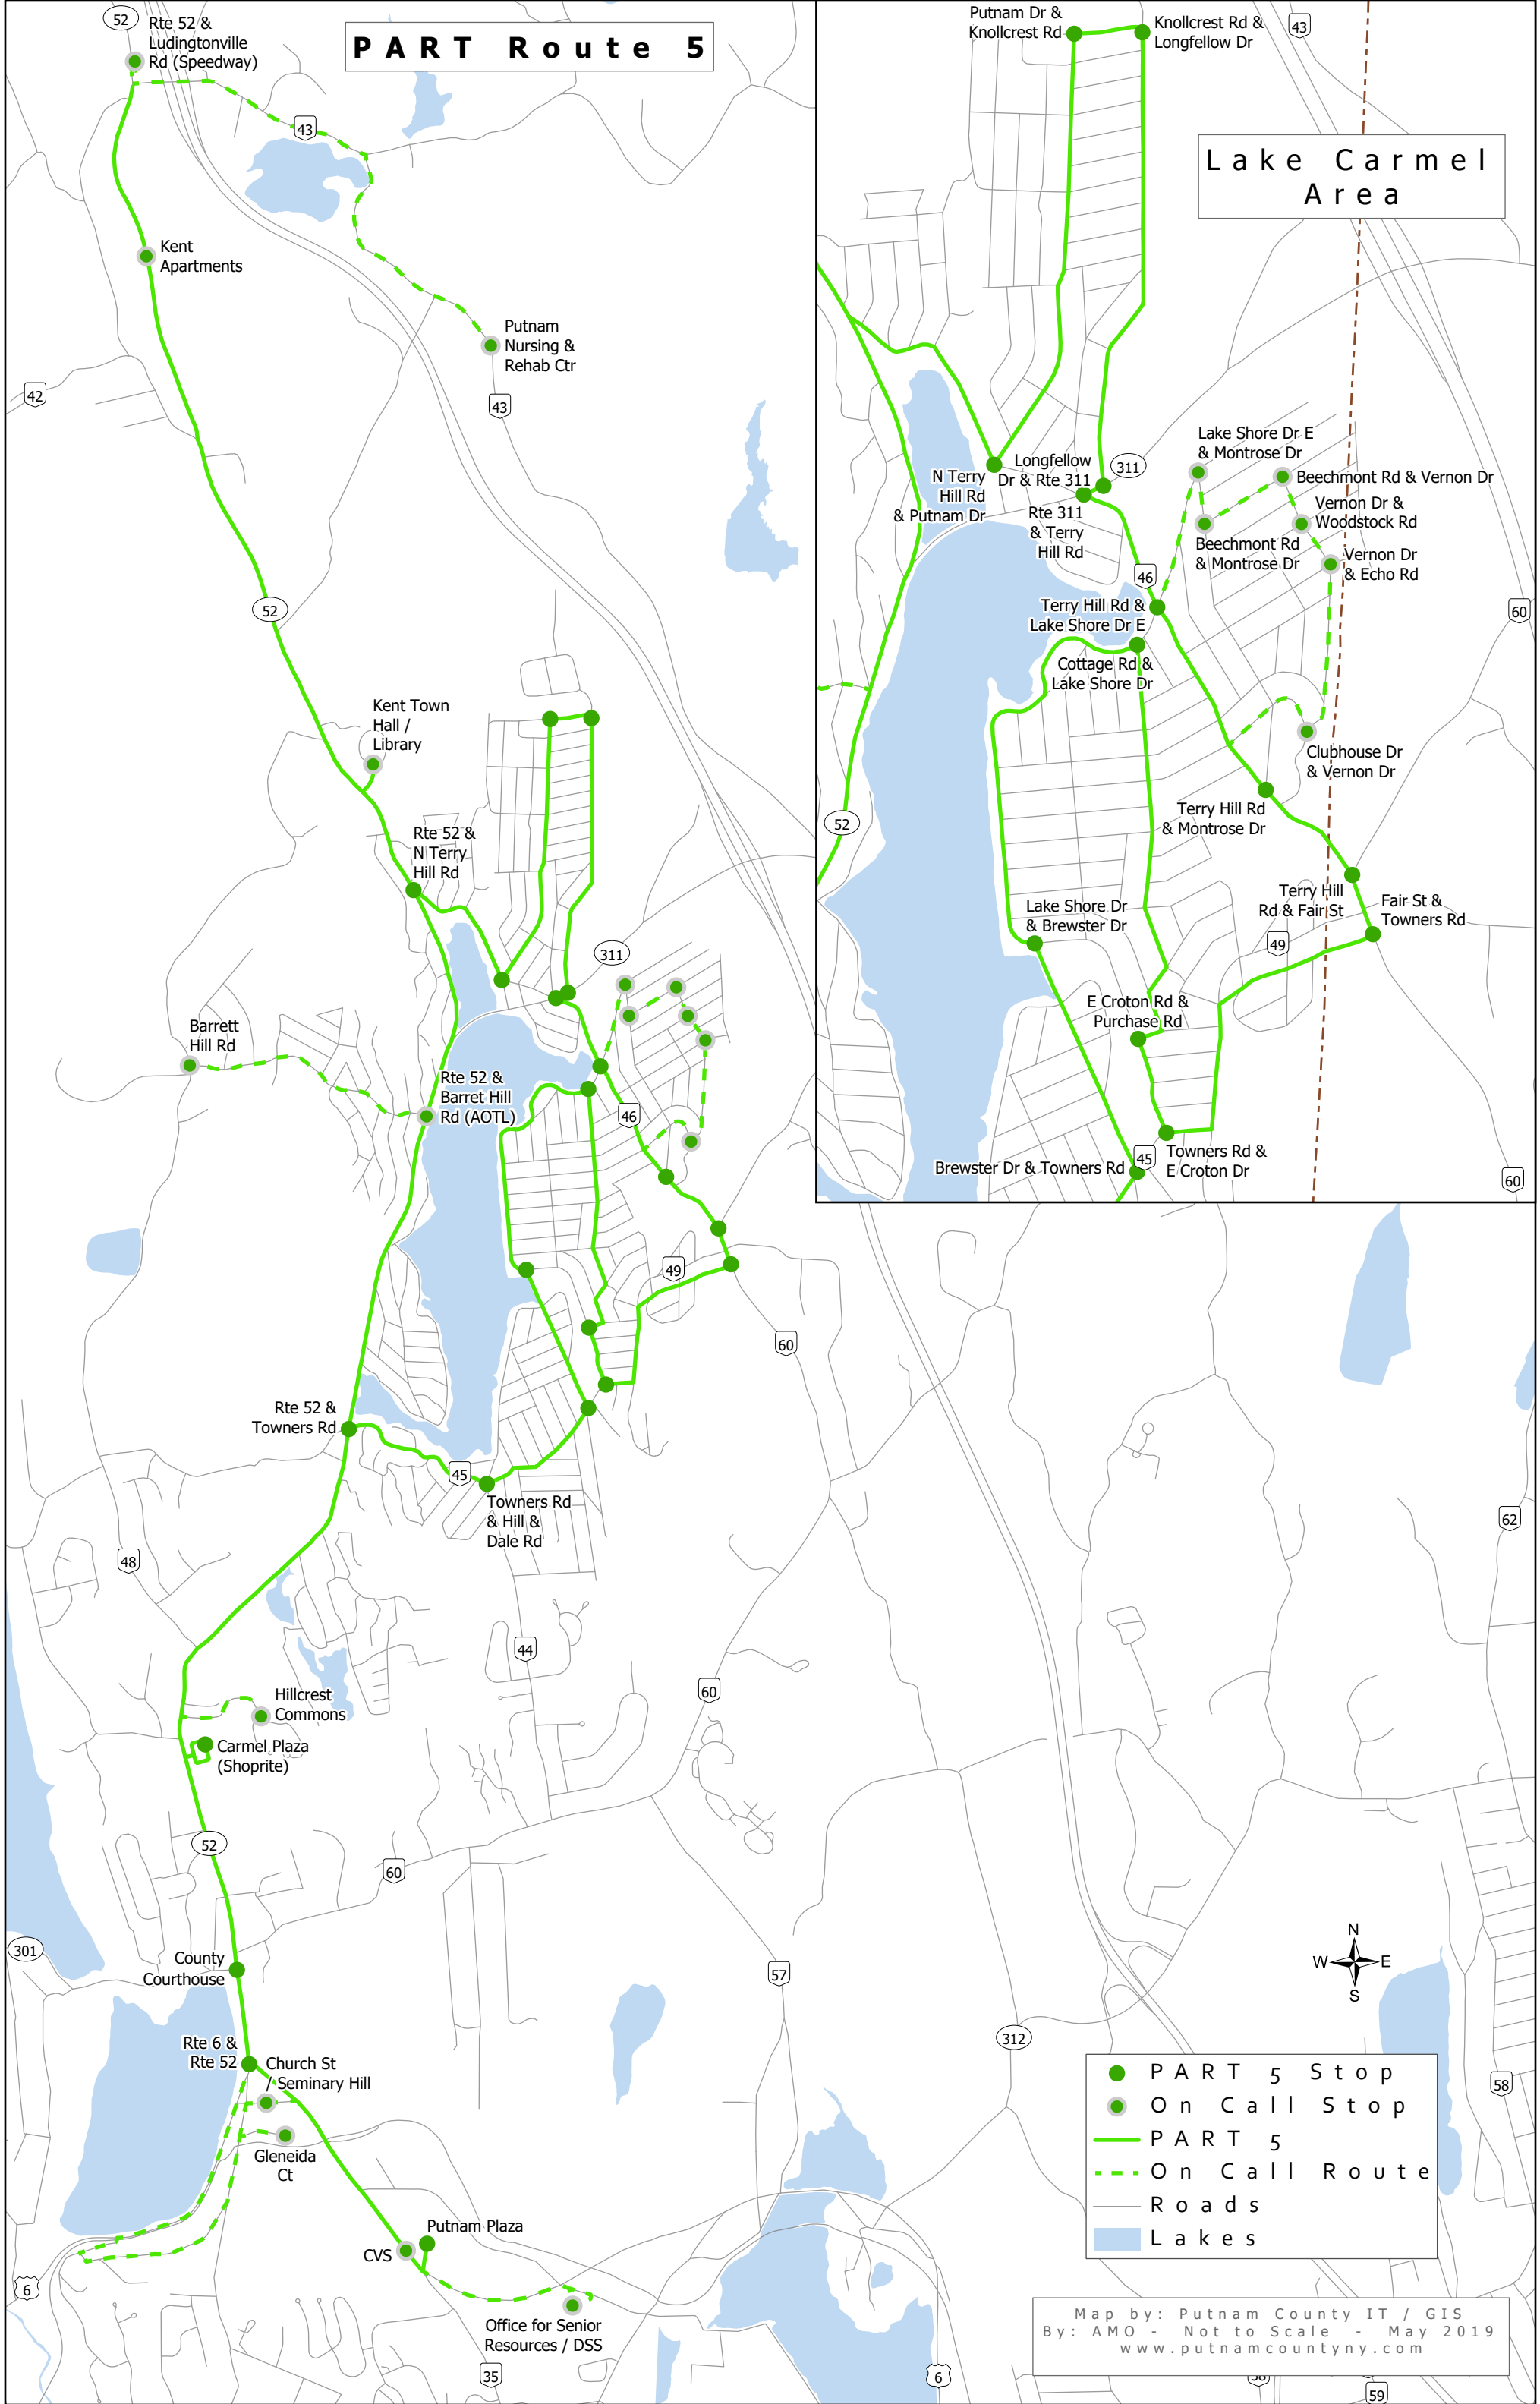 52
Rte 52 &
Ludingtonville
Rd (Speedway)
PART Route 5
43
Kent
Apartments
Putnam
Nursing &
Rehab Ctr
42
43
52
Kent Town
Hall /
Library
Rte 52 &
N Terry
Hill Rd
311
Barrett
Hill Rd
Rte 52 &
Barret Hill
Rd (AOTL)
46
49
60
Rte 52 &
Towners Rd
45
Towners Rd
& Hill &
Dale Rd
48
44
62
60
Hillcrest
Commons
Carmel Plaza
(Shoprite)
52
60
301
County
Courthouse
57
Rte 6 &
Rte 52
Church St
/ Seminary Hill
Gleneida
Ct
312
58
Putnam Plaza
CVS
6
Office for Senior
Resources / DSS
35
6
58
59
Putnam Dr &
Knollcrest Rd
Knollcrest Rd &
Longfellow Dr
43
Lake Carmel
Area
Lake Shore Dr E
& Montrose Dr
Longfellow
Dr & Rte 311
311
N Terry
Hill Rd
& Putnam Dr
Beechmont Rd & Vernon Dr
Vernon Dr &
Woodstock Rd
Rte 311
& Terry
Hill Rd
Beechmont Rd
& Montrose Dr
Vernon Dr
& Echo Rd
46
Terry Hill Rd &
Lake Shore Dr E
60
Cottage Rd &
Lake Shore Dr
Clubhouse Dr
& Vernon Dr
52
Terry Hill Rd
& Montrose Dr
Terry Hill
Rd & Fair St
Fair St &
Towners Rd
Lake Shore Dr
& Brewster Dr
49
E Croton Rd &
Purchase Rd
Towners Rd &
E Croton Dr
Brewster Dr & Towners Rd
45
60
N
W E
S
PART 5 Stop
On Call Stop
PART 5
On Call Route
Roads
Lakes
Map by: Putnam County IT / GIS
By: AMO - Not to Scale - May 2019
www.putnamcountyny.com